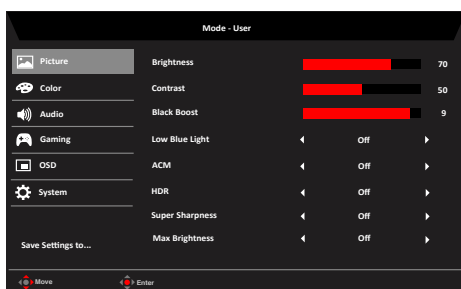 Mode - User
Picture
Brightness 70
Color
Contrast 50
Audio
Black Boost 9
Gaming
Low Blue Light Off
OSD
ACM Off
System
HDR Off
Super Sharpness Off
Save Settings to...
Max Brightness Off
Move Enter